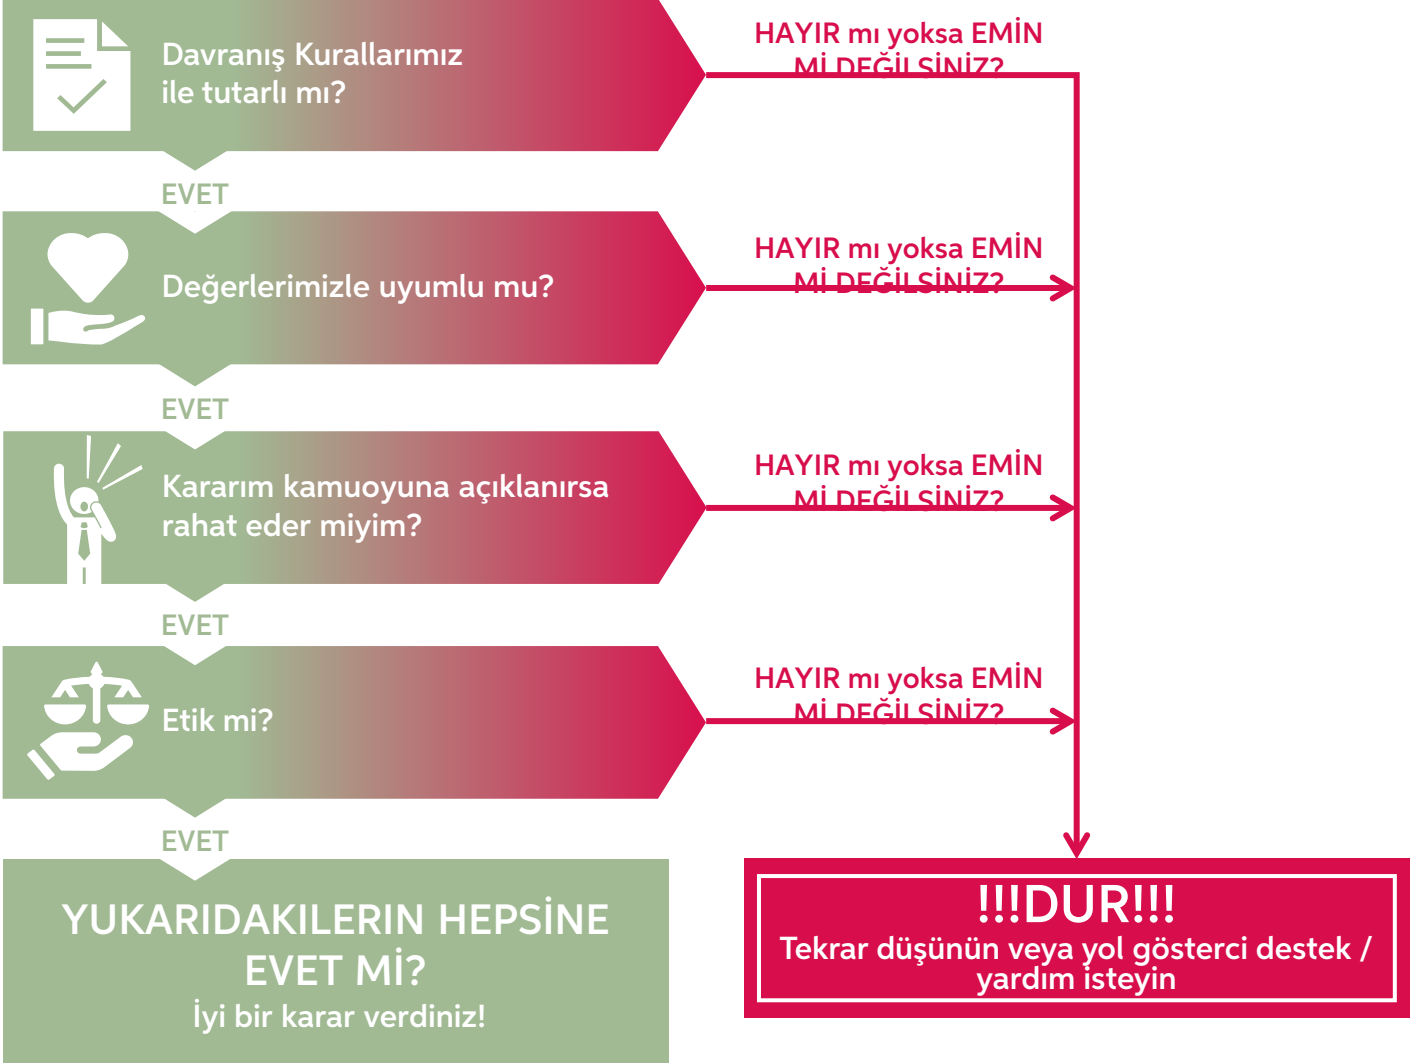 Davranış Kurallarımız
ile tutarlı mı?
HAYIR mı yoksa EMİN
Mİ DEĞİLSİNİZ?
EVET
Değerlerimizle uyumlu mu?
HAYIR mı yoksa EMİN
Mİ DEĞİLSİNİZ?
EVET
Kararım kamuoyuna açıklanırsa
rahat eder miyim?
HAYIR mı yoksa EMİN
Mİ DEĞİLSİNİZ?
EVET
Etik mi?
HAYIR mı yoksa EMİN
Mİ DEĞİLSİNİZ?
EVET
YUKARIDAKILERIN HEPSİNE
EVET Mİ?
İyi bir karar verdiniz!
!!!DUR!!!
Tekrar düşünün veya yol gösterci destek /
yardım isteyin